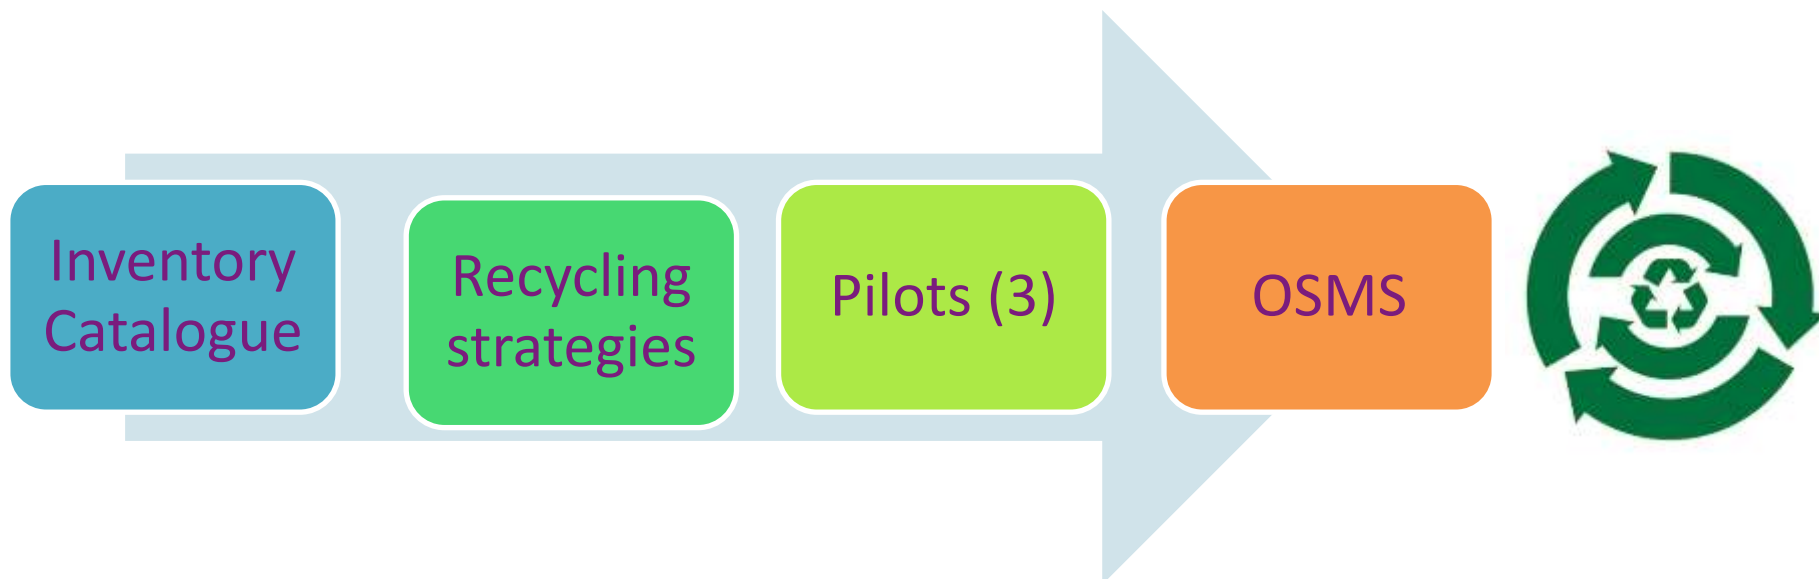 Inventory
Catalogue
Recycling
strategies
Pilots (3)
OSMS